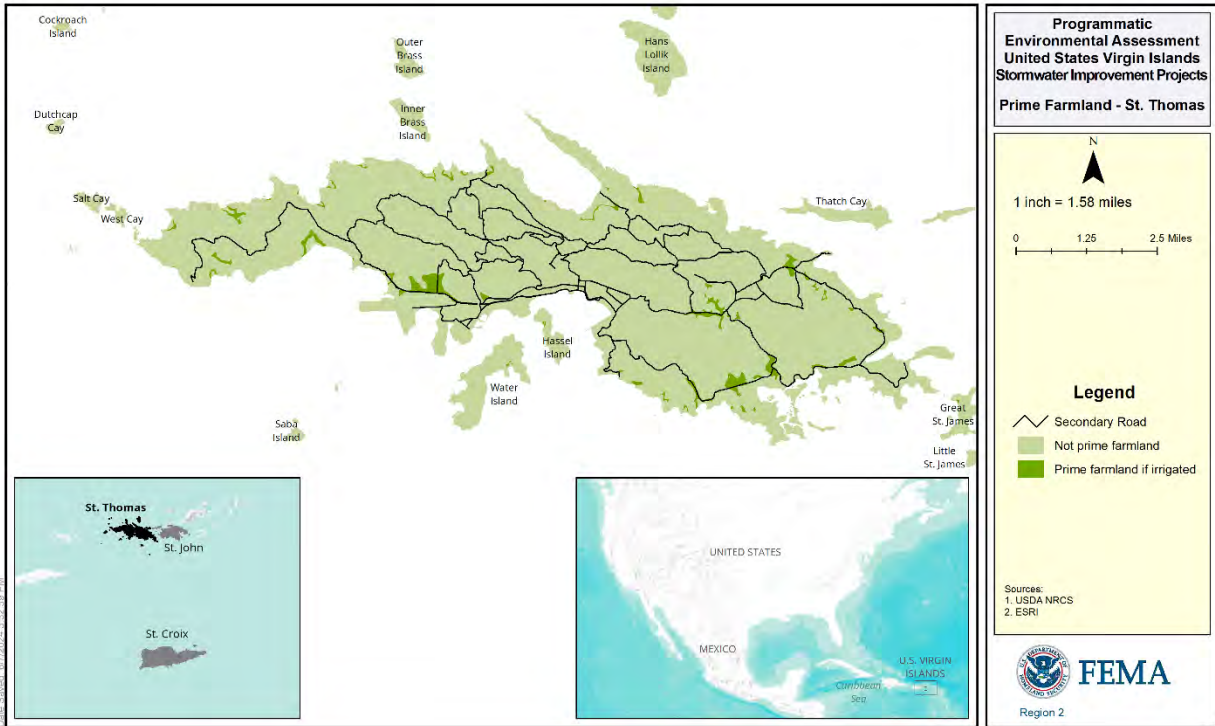 Cockroach
Island
Outer
Brass
Island
Hans
Lollik
Island
Dutchcap
Cay
Inner
Brass
Island
Salt Cay
West Cay
Thatch Cay
Hassel
Island
Water
Island
Saba
Island
Great
St. James
Little
St. James
St. Thomas
St. John
St. Croix
UNITED STATES
MEXICO
U.S. VIRGIN
ISLANDS
Caribbean
Sea
Programmatic
Environmental Assessment
United States Virgin Islands
Stormwater Improvement Projects
Prime Farmland - St. Thomas
N
1 inch = 1.58 miles
0 1.25 2.5 Miles
Legend
Secondary Road
Not prime farmland
Prime farmland if irrigated
Sources:
1. USDA NRCS
2. ESRI
FEMA
Region 2